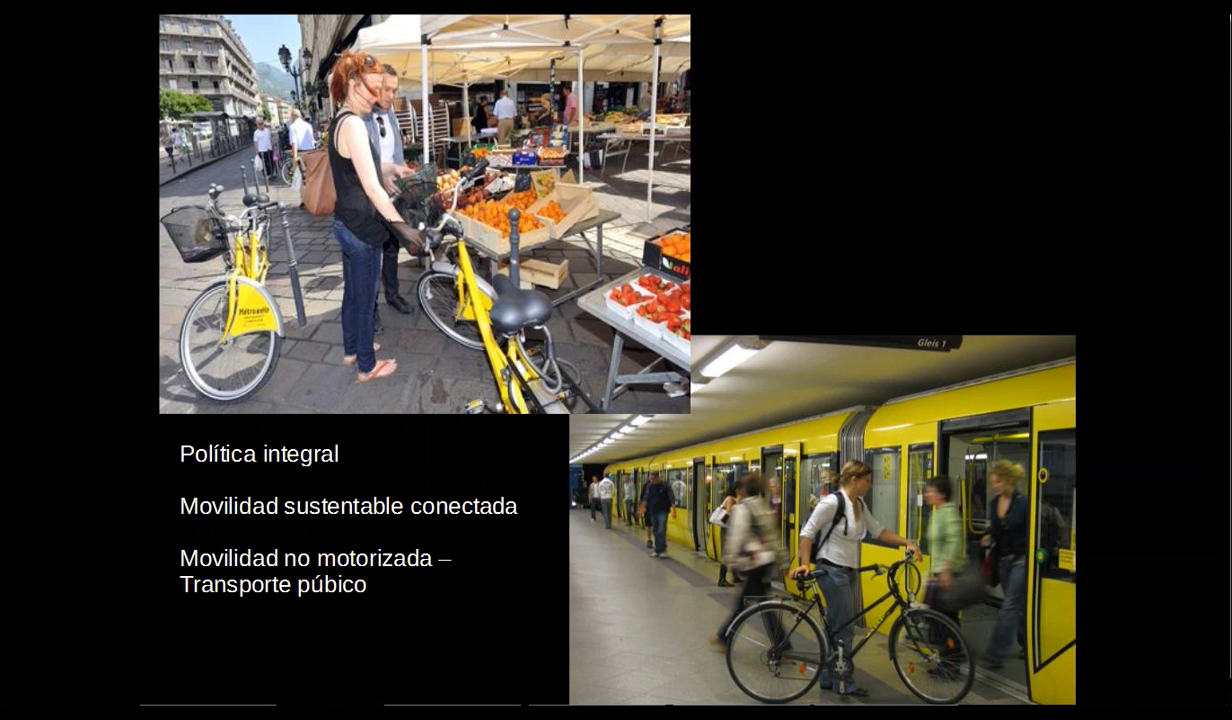 Gleis 1
Métrovélo
Política integral
Movilidad sustentable conectada
Movilidad no motorizada –
Transporte púbico